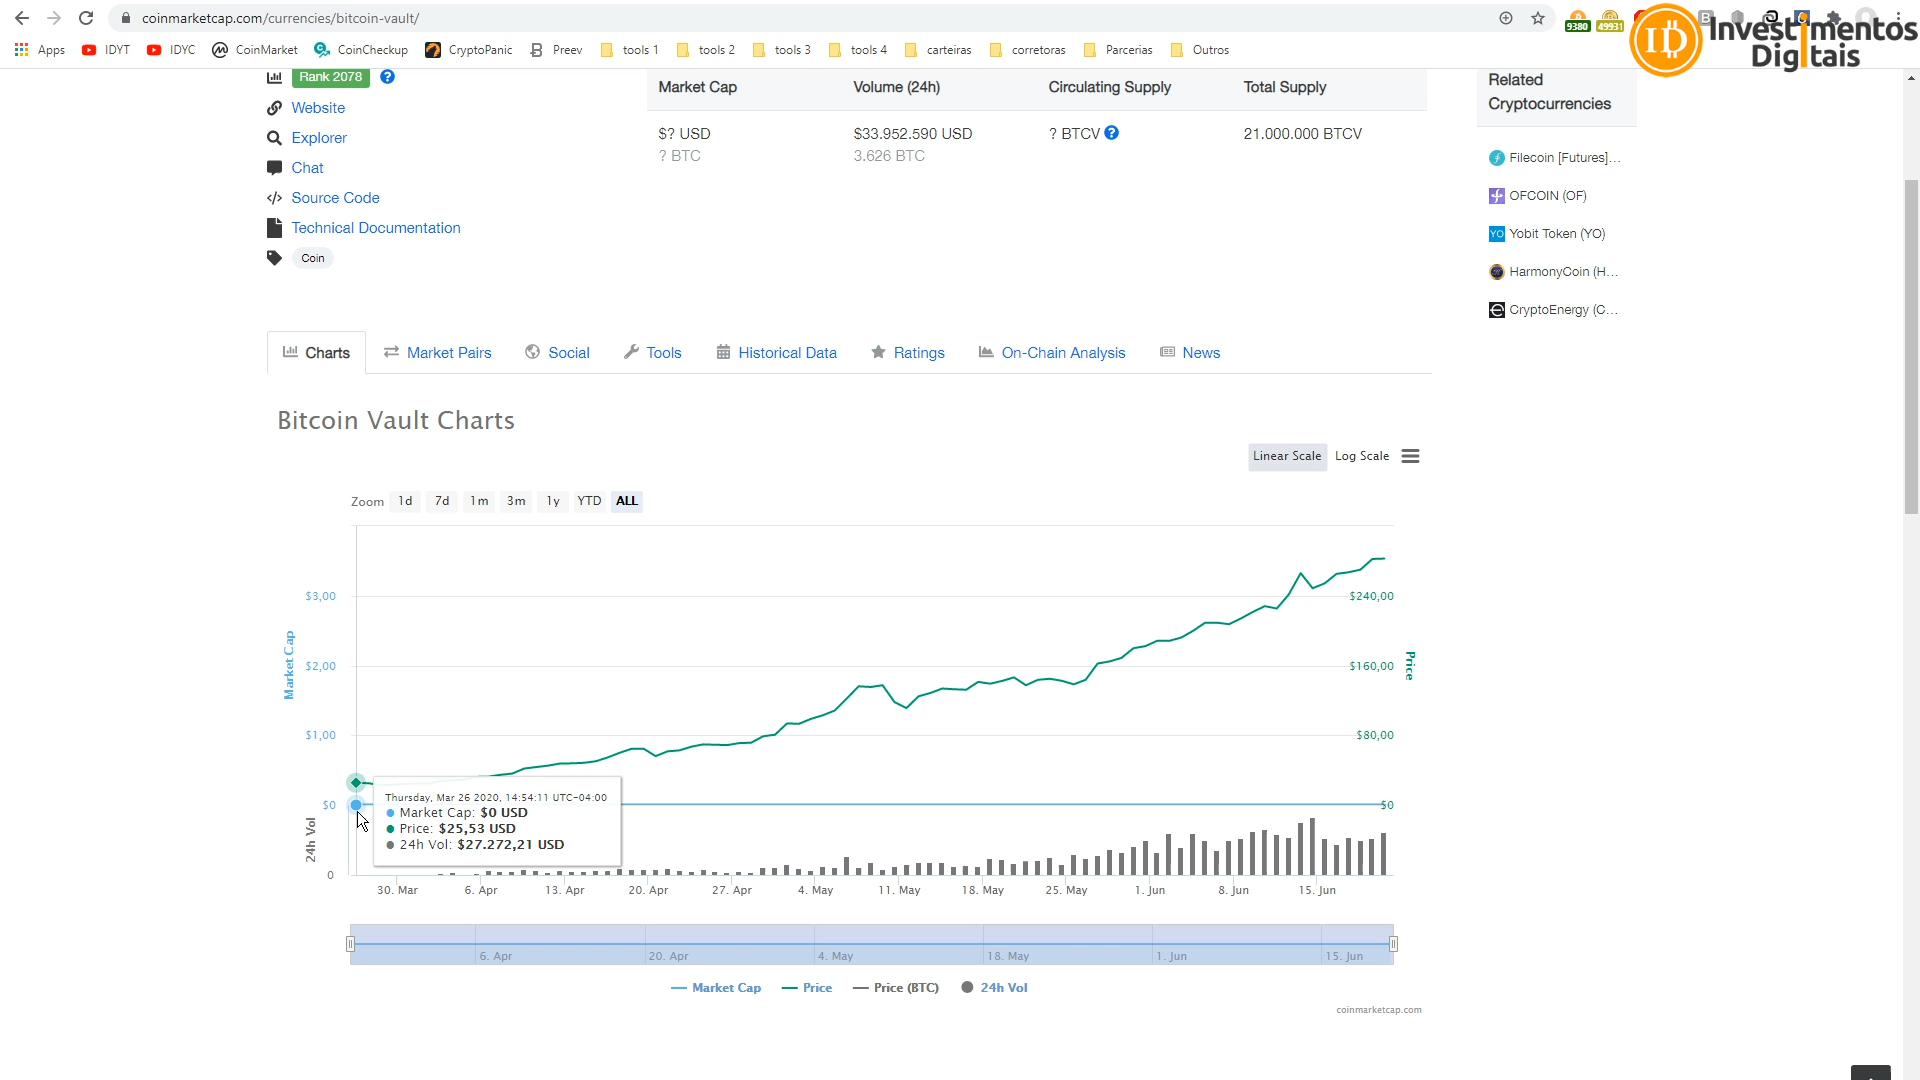 coinmarketcap.com/currencies/bitcoin-vault/
9380
49931
Investimentos
Digitais
Apps
IDYT
IDYC
CoinMarket
CoinCheckup
CryptoPanic
Preev
tools 1
tools 2
tools 3
tools 4
carteiras
corretoras
Parcerias
Outros
Rank 2078
Website
Explorer
Chat
Source Code
Technical Documentation
Coin
Market Cap
Volume (24h)
Circulating Supply
Total Supply
$? USD
$33.952.590 USD
? BTCV
21.000.000 BTCV
? BTC
3.626 BTC
Related
Cryptocurrencies
Filecoin [Futures]...
OFCOIN (OF)
Yobit Token (YO)
HarmonyCoin (H...
CryptoEnergy (C...
Charts
Market Pairs
Social
Tools
Historical Data
Ratings
On-Chain Analysis
News
Bitcoin Vault Charts
Linear Scale
Log Scale
Zoom
1d
7d
1m
3m
1y
YTD
ALL
$3,00
$240,00
Market Cap
$2,00
$160,00
Price
$1,00
$80,00
$0
$0
Thursday, Mar 26 2020, 14:54:11 UTC-04:00
Market Cap: $0 USD
Price: $25,53 USD
24h Vol: $27.272,21 USD
24h Vol
0
30. Mar
6. Apr
13. Apr
20. Apr
27. Apr
4. May
11. May
18. May
25. May
1. Jun
8. Jun
15. Jun
6. Apr
20. Apr
4. May
18. May
1. Jun
15. Jun
Market Cap
Price
Price (BTC)
24h Vol
coinmarketcap.com